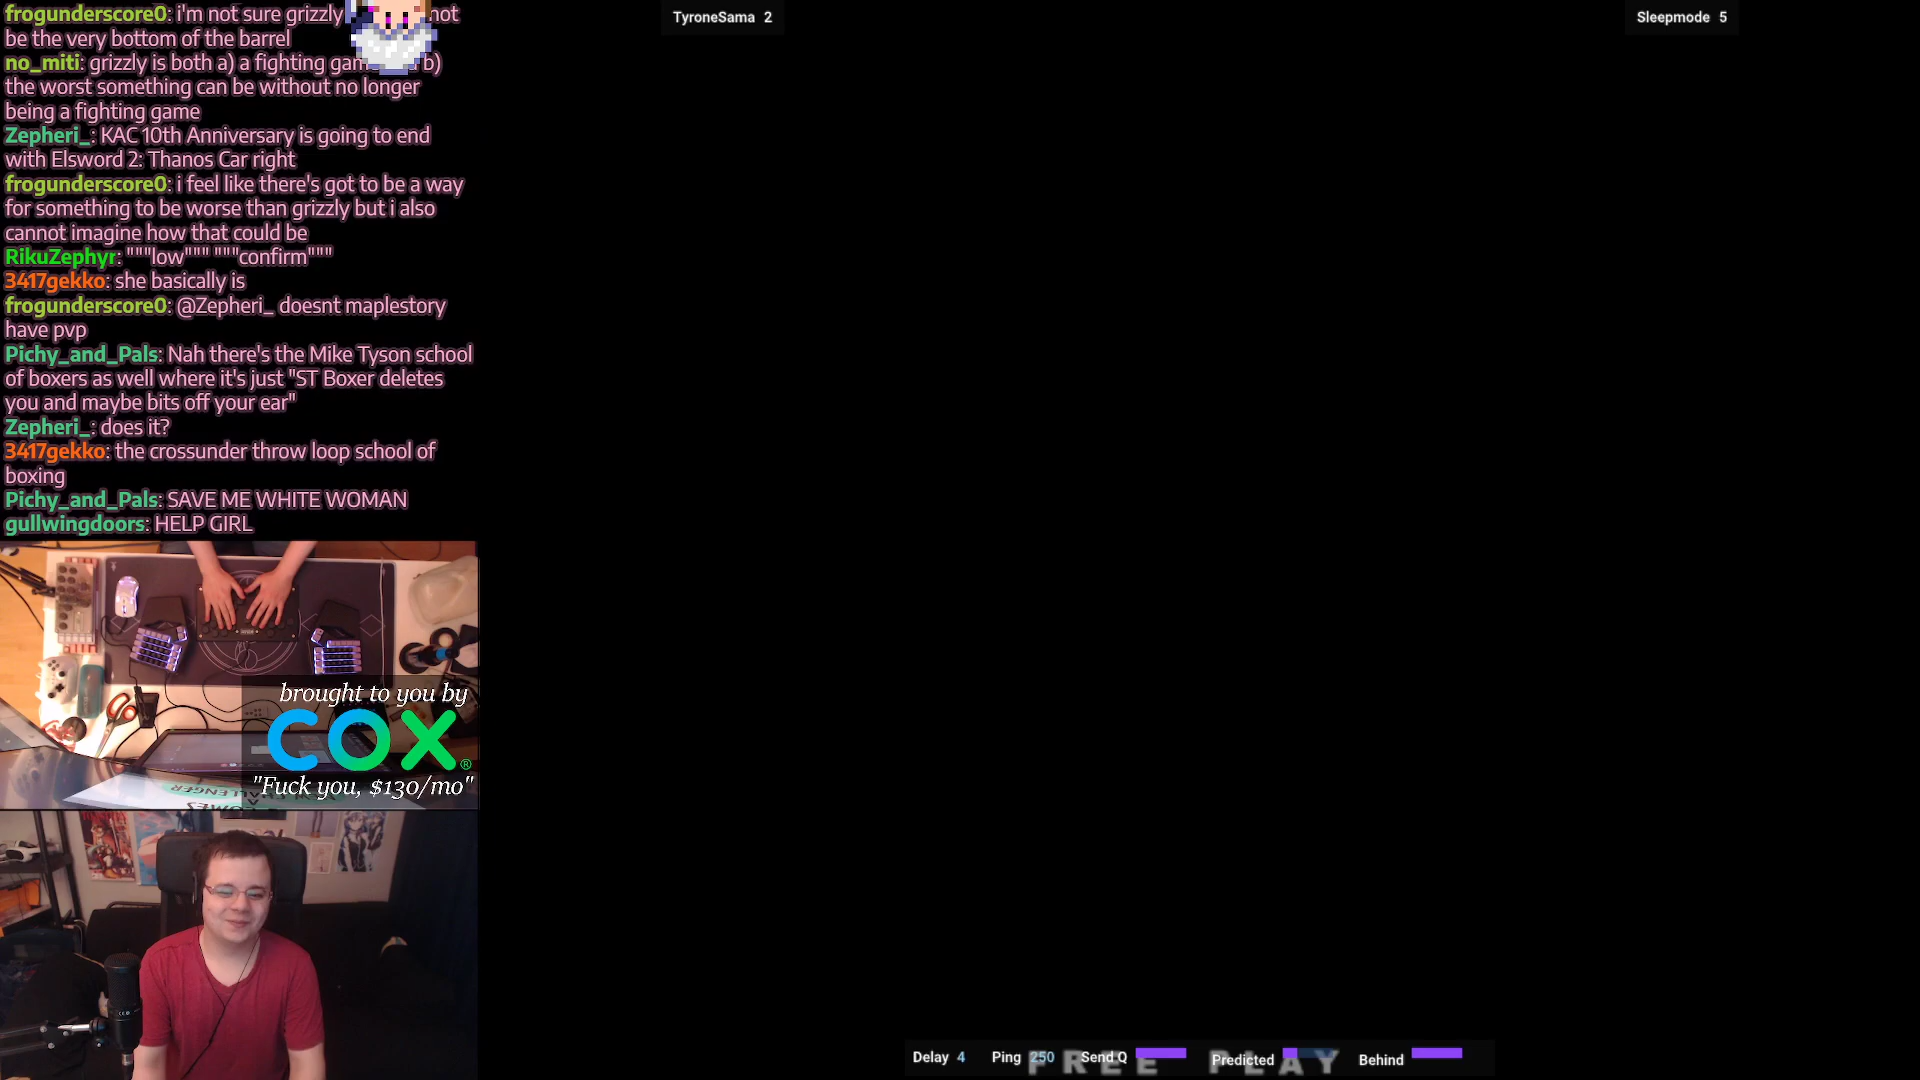 frogunderscore0: i'm not sure grizzly not
be the very bottom of the barrel
no_miti: grizzly is both a) a fighting gam b)
the worst something can be without no longer
being a fighting game
Zepheri_: KAC 10th Anniversary is going to end
with Elsword 2: Thanos Car right
frogunderscore0: i feel like there's got to be a way
for something to be worse than grizzly but i also
cannot imagine how that could be
RikuZephyr: """low""" """confirm"""
3417gekko: she basically is
frogunderscore0: @Zepheri_ doesnt maplestory
have pvp
Pichy_and_Pals: Nah there's the Mike Tyson school
of boxers as well where it's just "ST Boxer deletes
you and maybe bits off your ear"
Zepheri_: does it?
3417gekko: the crossunder throw loop school of
boxing
Pichy_and_Pals: SAVE ME WHITE WOMAN
gullwingdoors: HELP GIRL
brought to you by
COX®
"Fuck you, $130/mo"
TyroneSama 2
Sleepmode 5
Delay 4 Ping 250 Send Q Predicted Behind
FREE PLAY